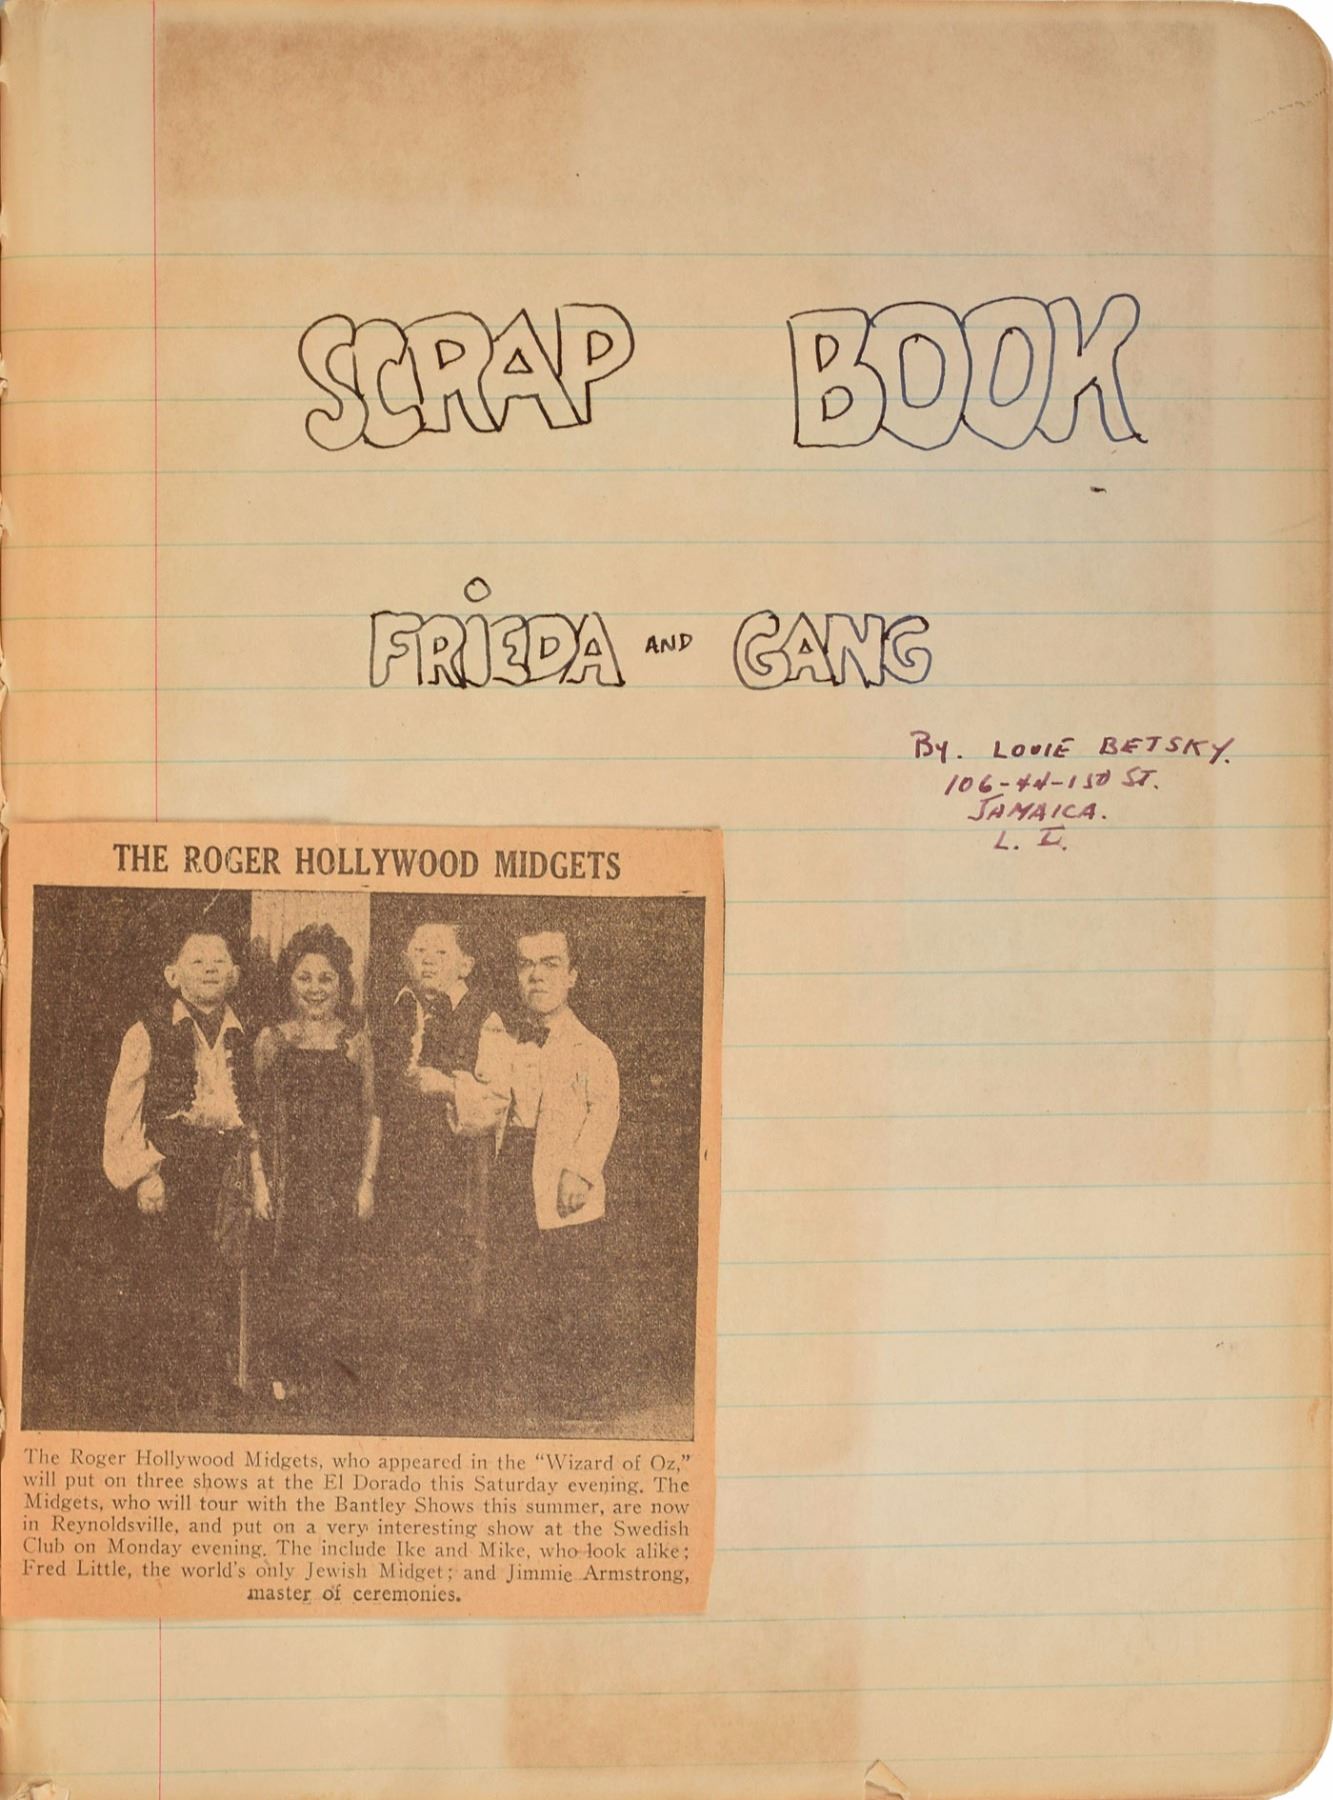 SCRAP BOOK
FRIEDA AND GANG
By. LOUIE BETSKY.
106-44-150 ST.
JAMAICA.
L. I.
THE ROGER HOLLYWOOD MIDGETS
The Roger Hollywood Midgets, who appeared in the “Wizard of Oz,”
will put on three shows at the El Dorado this Saturday evening. The
Midgets, who will tour with the Bantley Shows this summer, are now
in Reynoldsville, and put on a very interesting show at the Swedish
Club on Monday evening. The include Ike and Mike, who look alike;
Fred Little, the world's only Jewish Midget; and Jimmie Armstrong,
master of ceremonies.